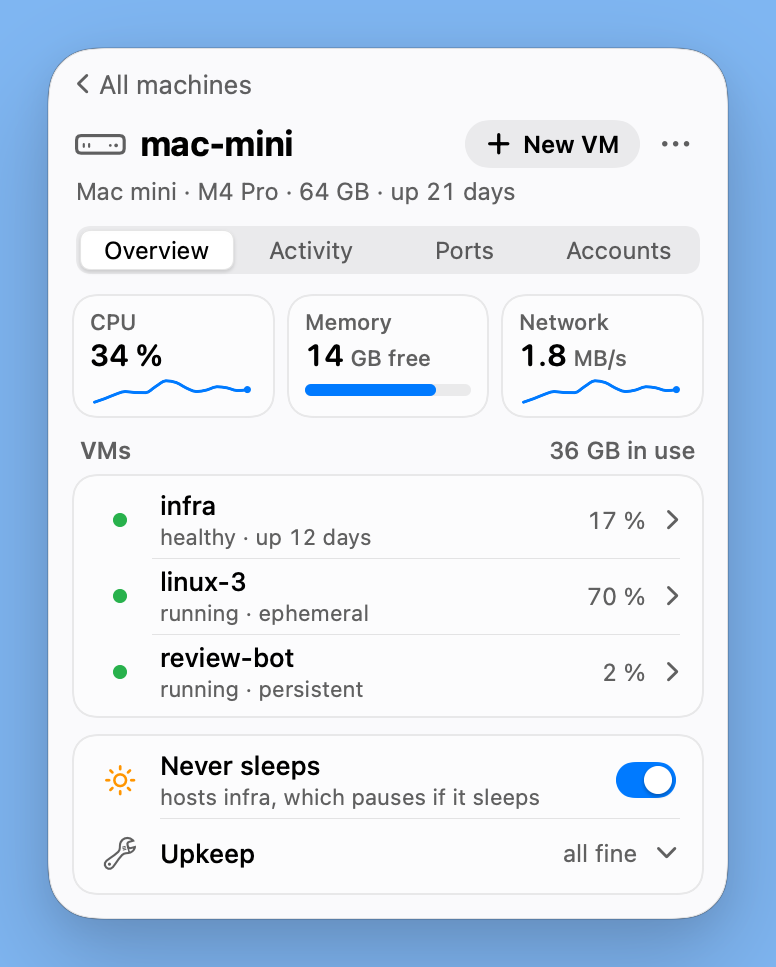 All machines
mac-mini
New VM
Mac mini · M4 Pro · 64 GB · up 21 days
Overview
Activity
Ports
Accounts
CPU
34 %
Memory
14 GB free
Network
1.8 MB/s
VMs
36 GB in use
infra
healthy · up 12 days
17 %
linux-3
running · ephemeral
70 %
review-bot
running · persistent
2 %
Never sleeps
hosts infra, which pauses if it sleeps
Upkeep
all fine